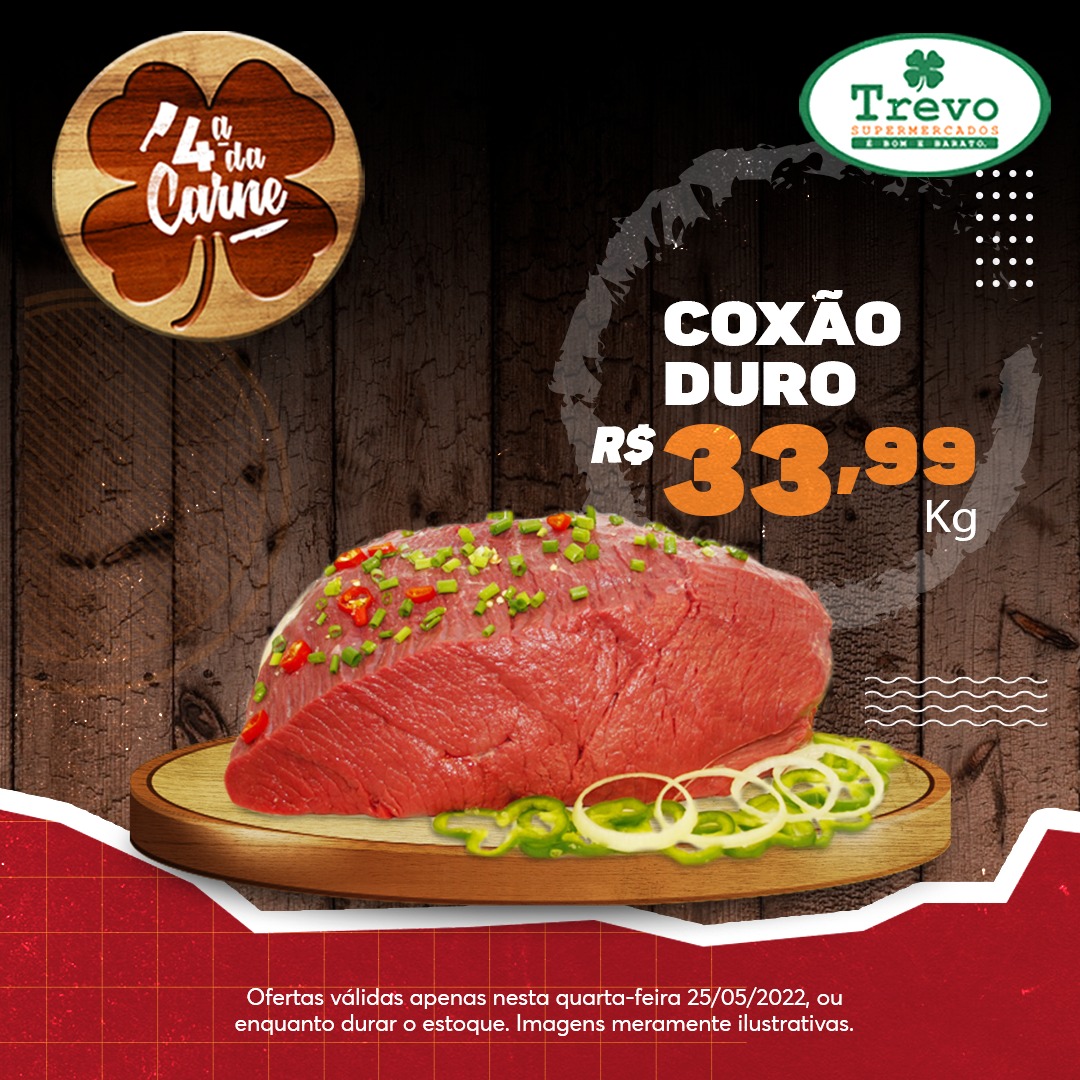 4ª
da
Carne
Trevo
SUPERMERCADOS
É BOM E BARATO.
COXÃO
DURO
R$ 33,99
Kg
Ofertas válidas apenas nesta quarta-feira 25/05/2022, ou
enquanto durar o estoque. Imagens meramente ilustrativas.